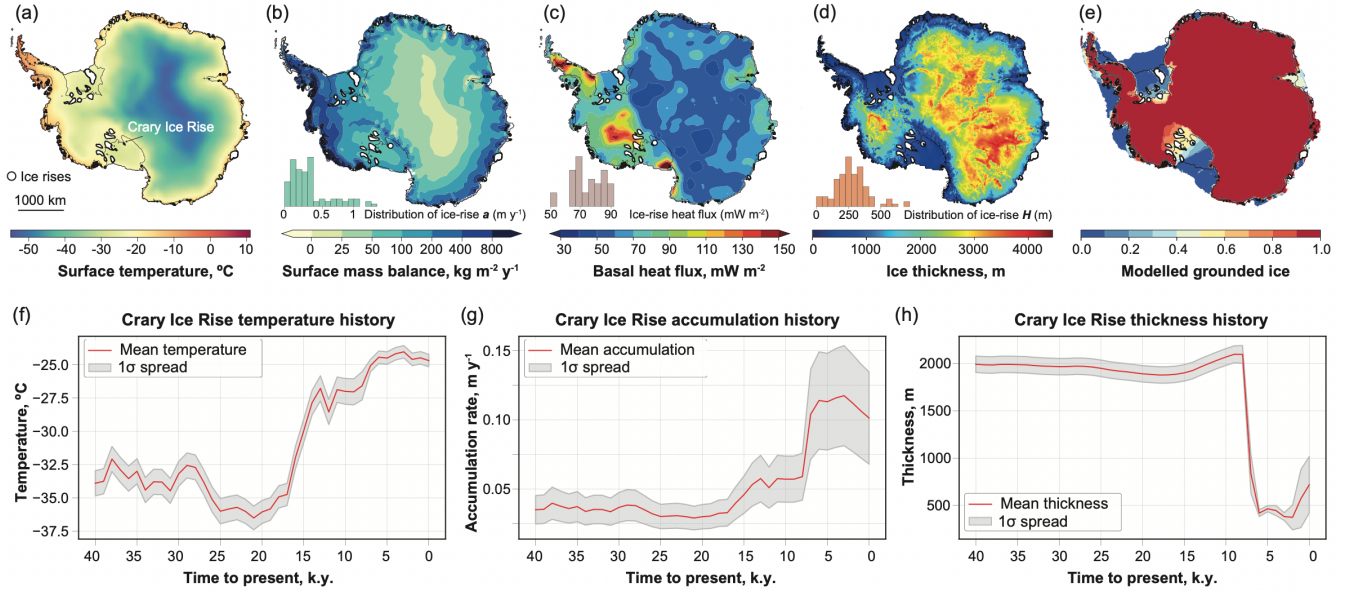 (a) (b) (c) (d) (e)
Crary Ice Rise
Ice rises
1000 km
0 0.5 1 Distribution of ice-rise a (m y-1)
50 70 90 Ice-rise heat flux (mW m-2)
0 250 500 Distribution of ice-rise H (m)
-50 -40 -30 -20 -10 0 10
Surface temperature, ºC
0 25 50 100 200 400 800
Surface mass balance, kg m-2 y-1
30 50 70 90 110 130 150
Basal heat flux, mW m-2
0 1000 2000 3000 4000
Ice thickness, m
0.0 0.2 0.4 0.6 0.8 1.0
Modelled grounded ice
(f) Crary Ice Rise temperature history
Mean temperature
1σ spread
−25.0
−27.5
−30.0
−32.5
−35.0
−37.5
Temperature, ºC
40 35 30 25 20 15 10 5 0
Time to present, k.y.
(g) Crary Ice Rise accumulation history
Mean accumulation
1σ spread
0.15
0.10
0.05
Accumulation rate, m y-1
40 35 30 25 20 15 10 5 0
Time to present, k.y.
(h) Crary Ice Rise thickness history
2000
1500
1000
500
Thickness, m
Mean thickness
1σ spread
40 35 30 25 20 15 10 5 0
Time to present, k.y.